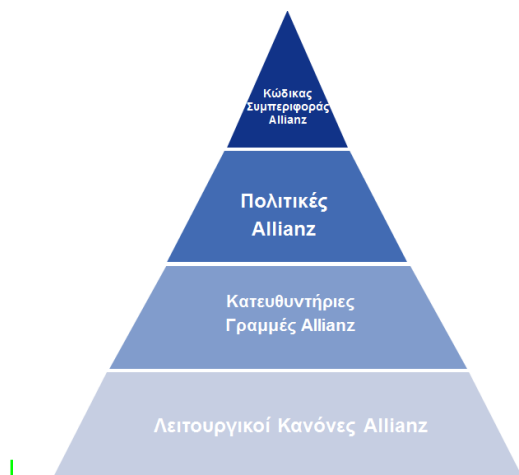 Κώδικας
Συμπεριφοράς
Allianz
Πολιτικές
Allianz
Κατευθυντήριες
Γραμμές Allianz
Λειτουργικοί Κανόνες Allianz